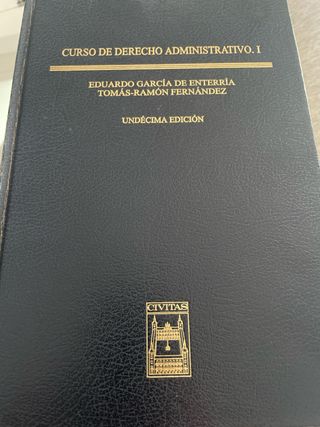 CURSO DE DERECHO ADMINISTRATIVO. I
EDUARDO GARCÍA DE ENTERRÍA
TOMÁS-RAMÓN FERNÁNDEZ
UNDÉCIMA EDICIÓN
CIVITAS